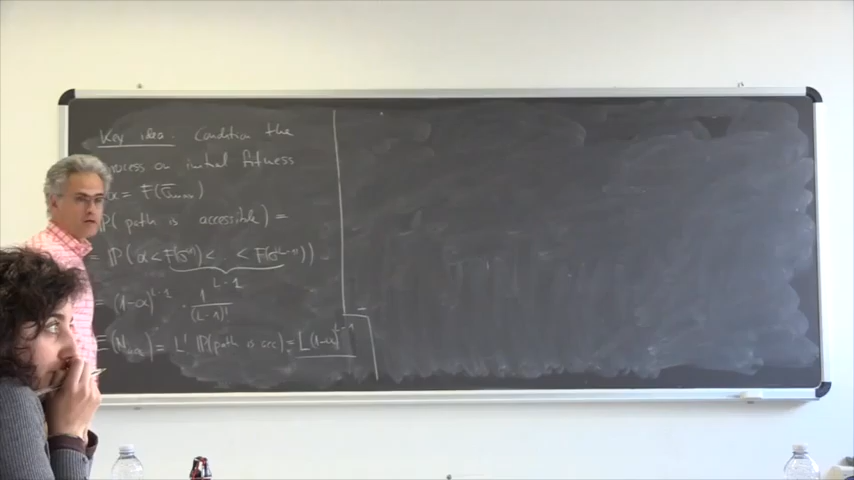 Key idea. Condition the
process on initial fitness
α = F(σ_min)
P( path is accessible ) =
P( α < F(σ^(1)) < < F(σ^(L-1)) )
L-1
= (1-α)^{L-1} · 1/(L-1)!
= L! P(path is acc) = L(1-α)^{L-1}